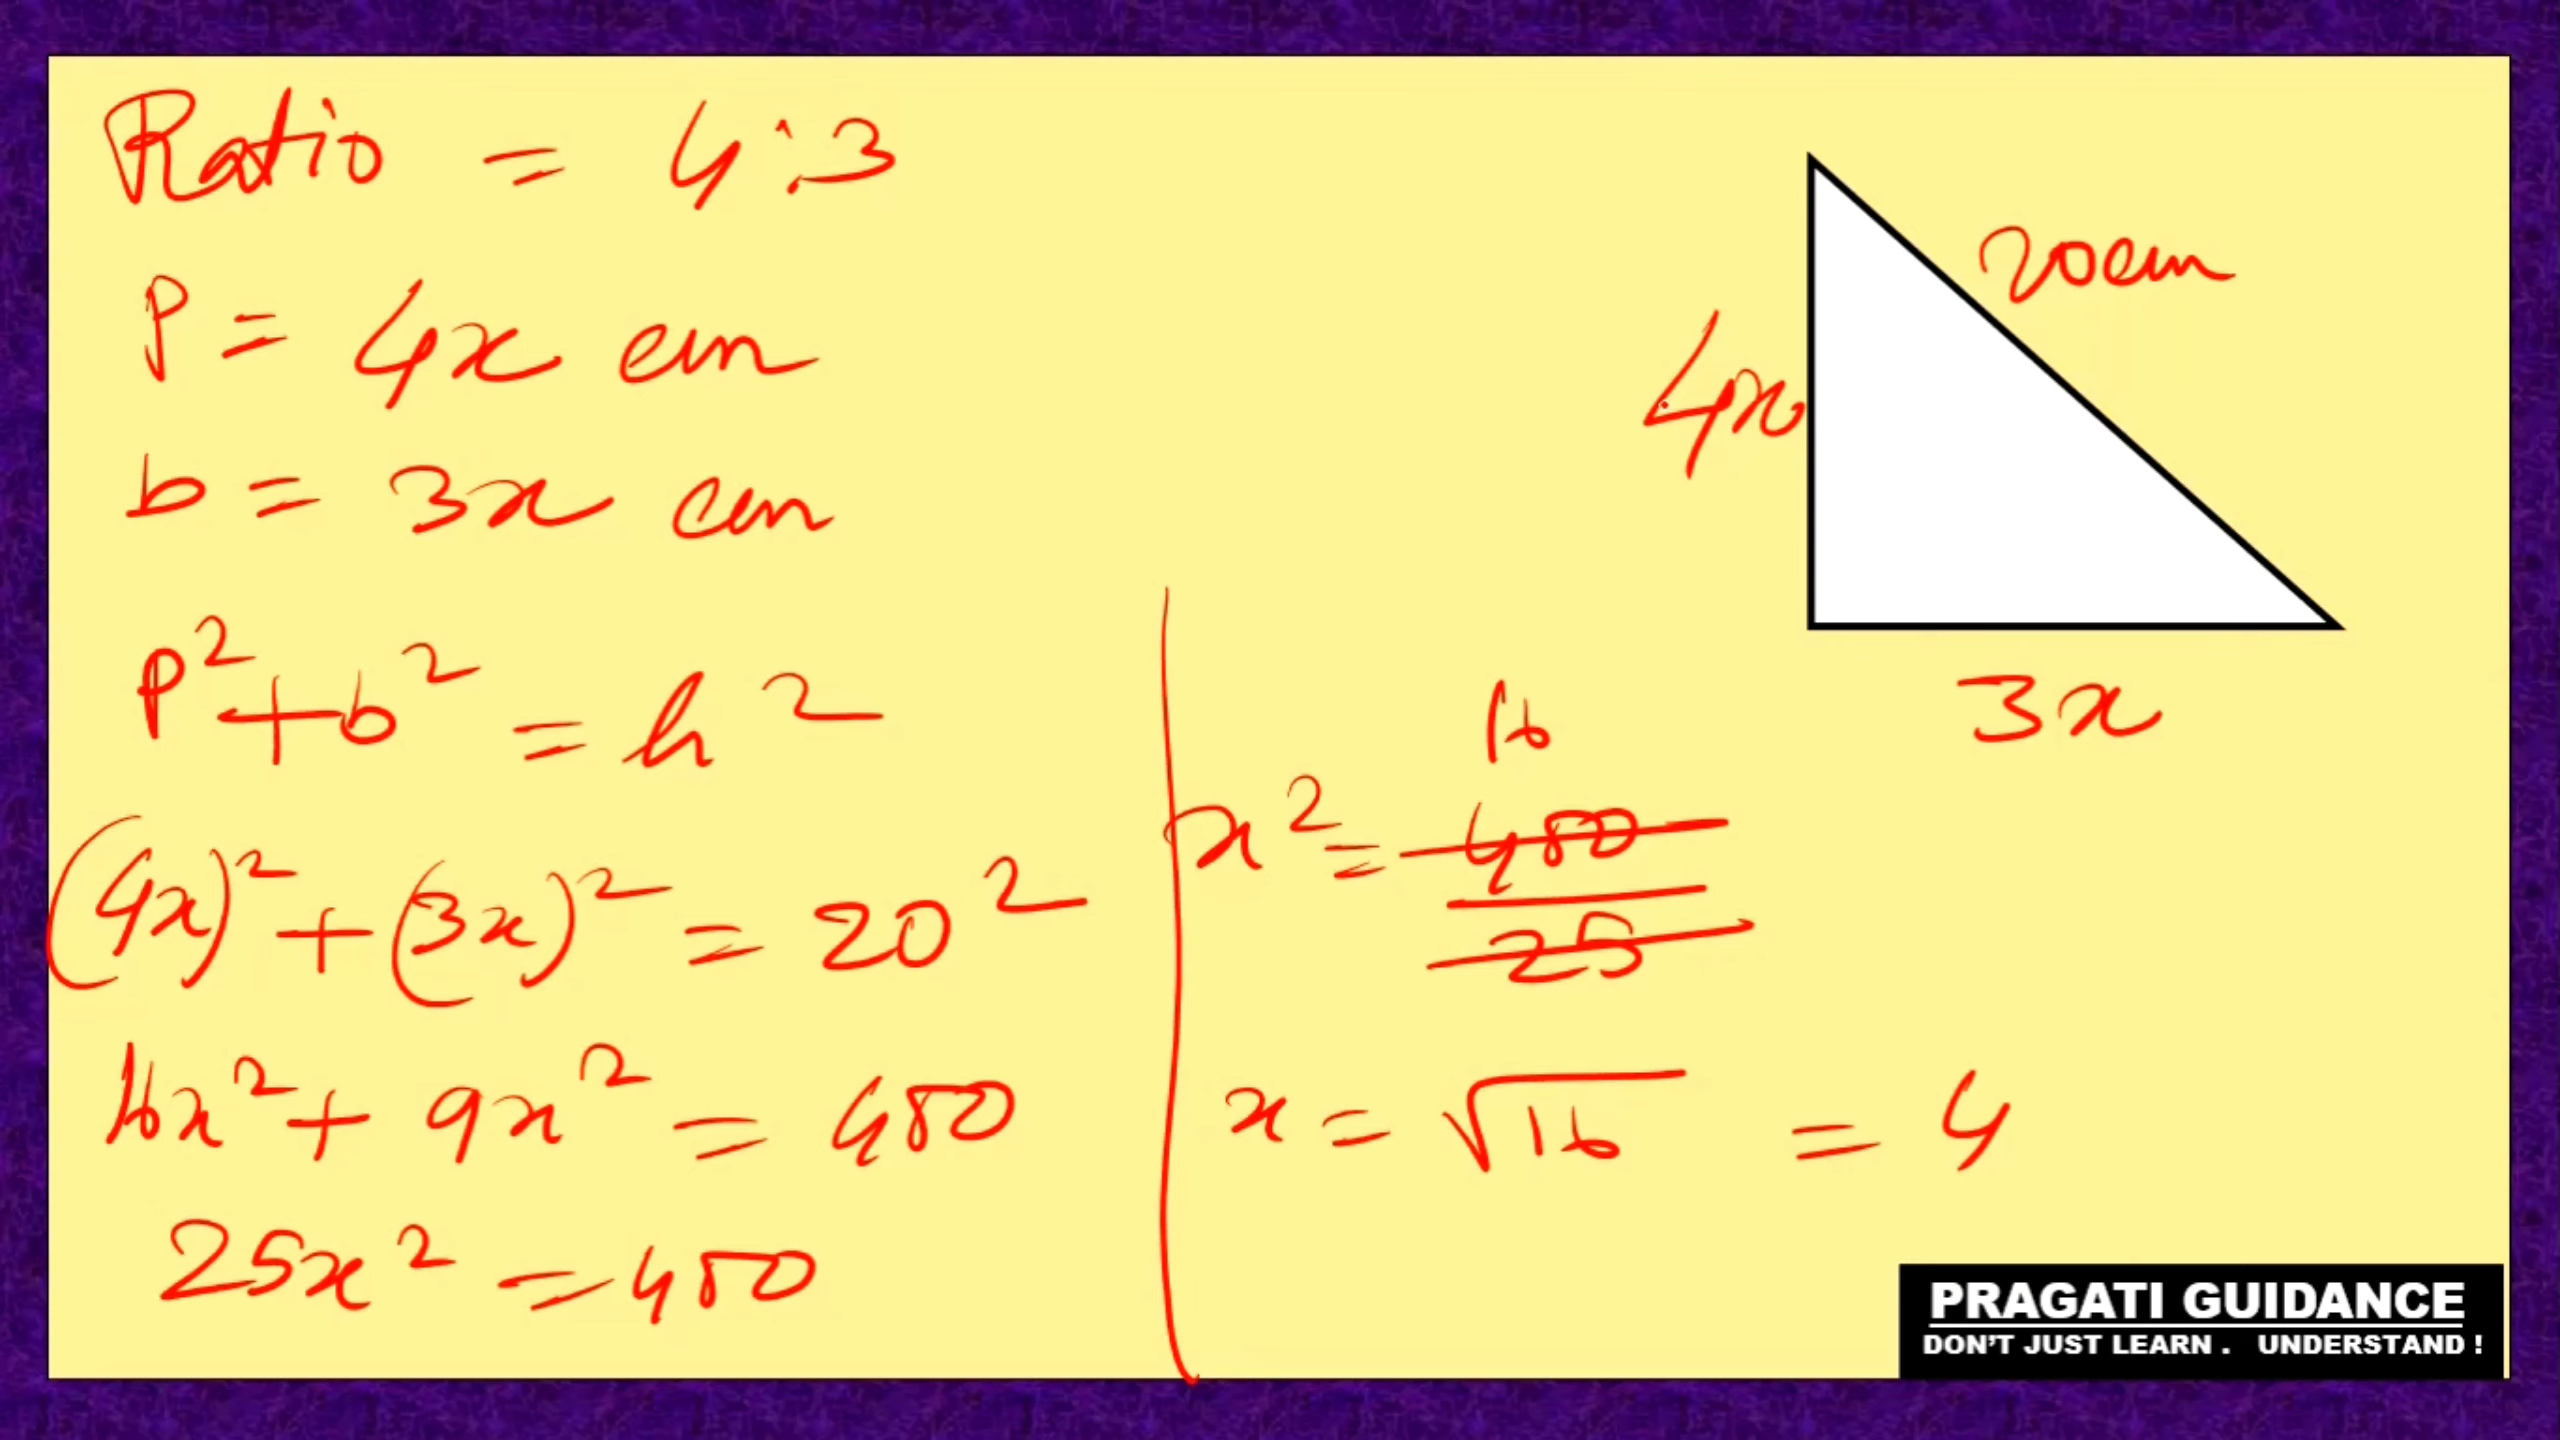 Ratio = 4:3
P = 4x cm
b = 3x cm
P²+b² = h²
(4x)²+(3x)² = 20²
16x²+ 9x² = 400
25x² = 400
20cm
4x
3x
16
x² = 400
25
x = √16 = 4
PRAGATI GUIDANCE
DON'T JUST LEARN . UNDERSTAND !